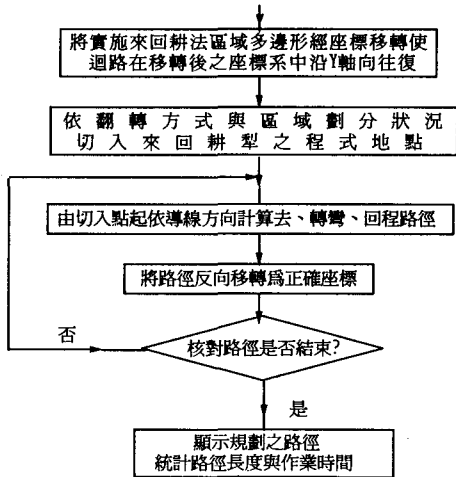 將實施來回耕法區域多邊形經座標移轉使
迴路在移轉後之座標系中沿Y軸向往復
依翻轉方式與區域劃分狀況
切入來回耕犁之程式地點
由切入點起依導線方向計算去、轉彎、回程路徑
將路徑反向移轉爲正確座標
核對路徑是否結束?
否
是
顯示規劃之路徑
統計路徑長度與作業時間